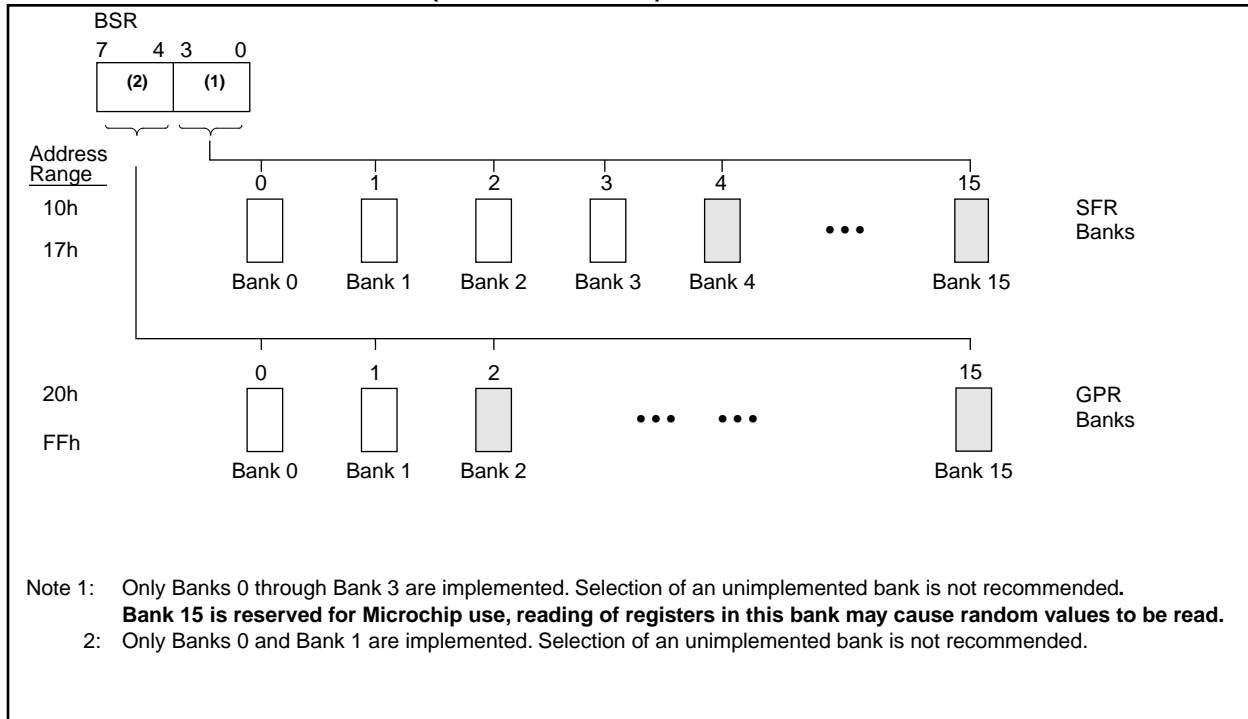 BSR
7 4 3 0
(2) (1)
Address
Range
0 1 2 3 4 15
10h
17h
SFR
Banks
Bank 0 Bank 1 Bank 2 Bank 3 Bank 4 ••• Bank 15
0 1 2 15
20h
FFh
GPR
Banks
••• •••
Bank 0 Bank 1 Bank 2 Bank 15
Note 1: Only Banks 0 through Bank 3 are implemented. Selection of an unimplemented bank is not recommended.
Bank 15 is reserved for Microchip use, reading of registers in this bank may cause random values to be read.
2: Only Banks 0 and Bank 1 are implemented. Selection of an unimplemented bank is not recommended.